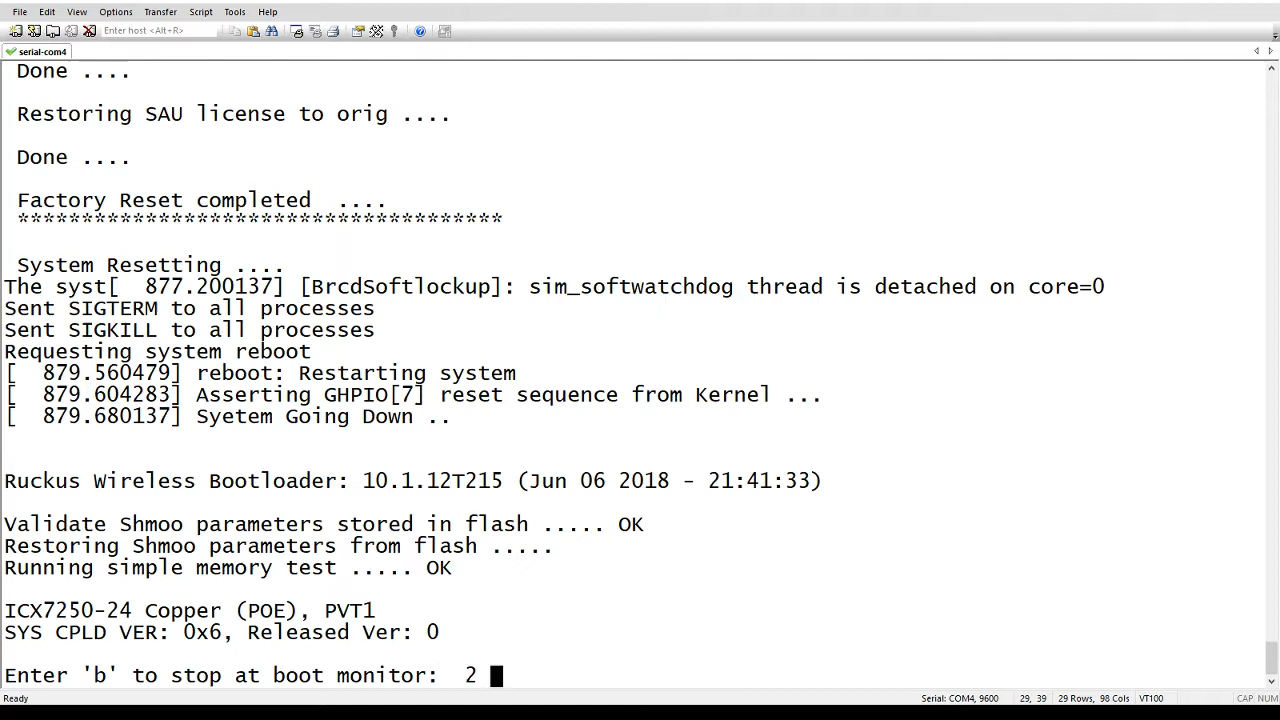 File Edit View Options Transfer Script Tools Help
Enter host <Alt+R>
serial-com4
Done ....
Restoring SAU license to orig ....
Done ....
Factory Reset completed  ....
**************************************
System Resetting ....
The syst[  877.200137] [BrcdSoftlockup]: sim_softwatchdog thread is detached on core=0
Sent SIGTERM to all processes
Sent SIGKILL to all processes
Requesting system reboot
[  879.560479] reboot: Restarting system
[  879.604283] Asserting GHPIO[7] reset sequence from Kernel ...
[  879.680137] Syetem Going Down ..
Ruckus Wireless Bootloader: 10.1.12T215 (Jun 06 2018 - 21:41:33)
Validate Shmoo parameters stored in flash ..... OK
Restoring Shmoo parameters from flash .....
Running simple memory test ..... OK
ICX7250-24 Copper (POE), PVT1
SYS CPLD VER: 0x6, Released Ver: 0
Enter 'b' to stop at boot monitor:  2
Ready Serial: COM4, 9600 29, 39 29 Rows, 98 Cols VT100 CAP NUM